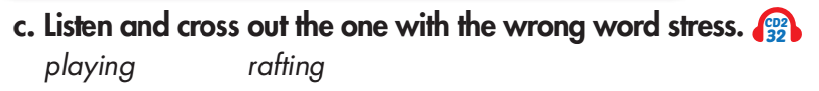 c. Listen and cross out the one with the wrong word stress. CD2 32
playing rafting